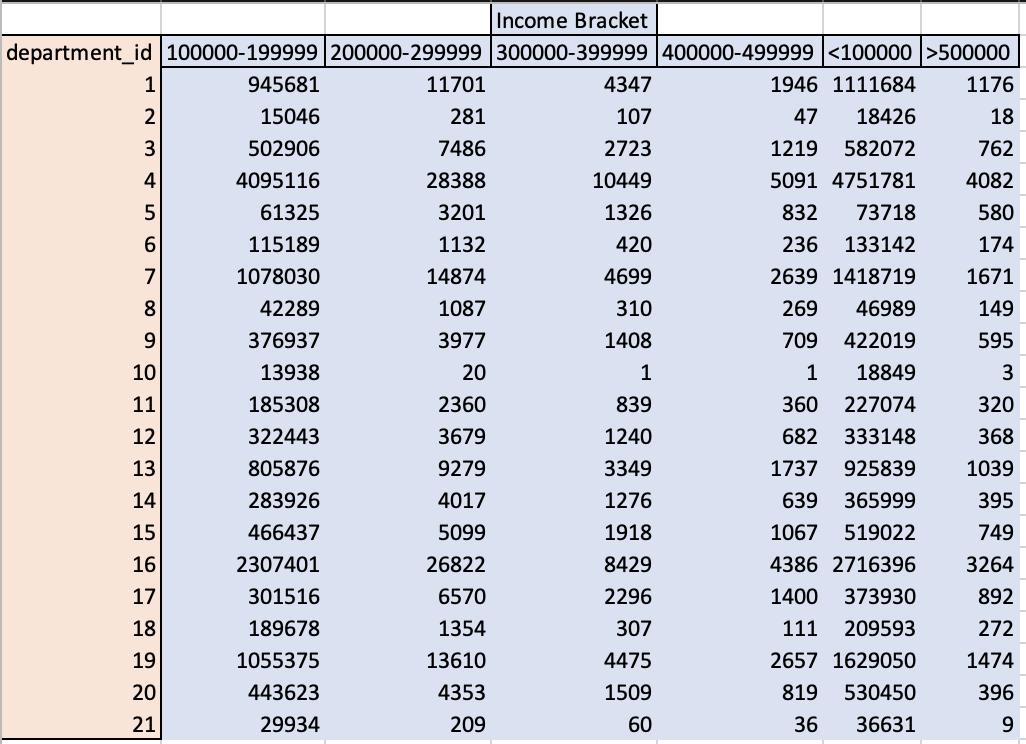 Income Bracket
department_id 100000-199999 200000-299999 300000-399999 400000-499999 <100000 >500000
1 945681 11701 4347 1946 1111684 1176
2 15046 281 107 47 18426 18
3 502906 7486 2723 1219 582072 762
4 4095116 28388 10449 5091 4751781 4082
5 61325 3201 1326 832 73718 580
6 115189 1132 420 236 133142 174
7 1078030 14874 4699 2639 1418719 1671
8 42289 1087 310 269 46989 149
9 376937 3977 1408 709 422019 595
10 13938 20 1 1 18849 3
11 185308 2360 839 360 227074 320
12 322443 3679 1240 682 333148 368
13 805876 9279 3349 1737 925839 1039
14 283926 4017 1276 639 365999 395
15 466437 5099 1918 1067 519022 749
16 2307401 26822 8429 4386 2716396 3264
17 301516 6570 2296 1400 373930 892
18 189678 1354 307 111 209593 272
19 1055375 13610 4475 2657 1629050 1474
20 443623 4353 1509 819 530450 396
21 29934 209 60 36 36631 9